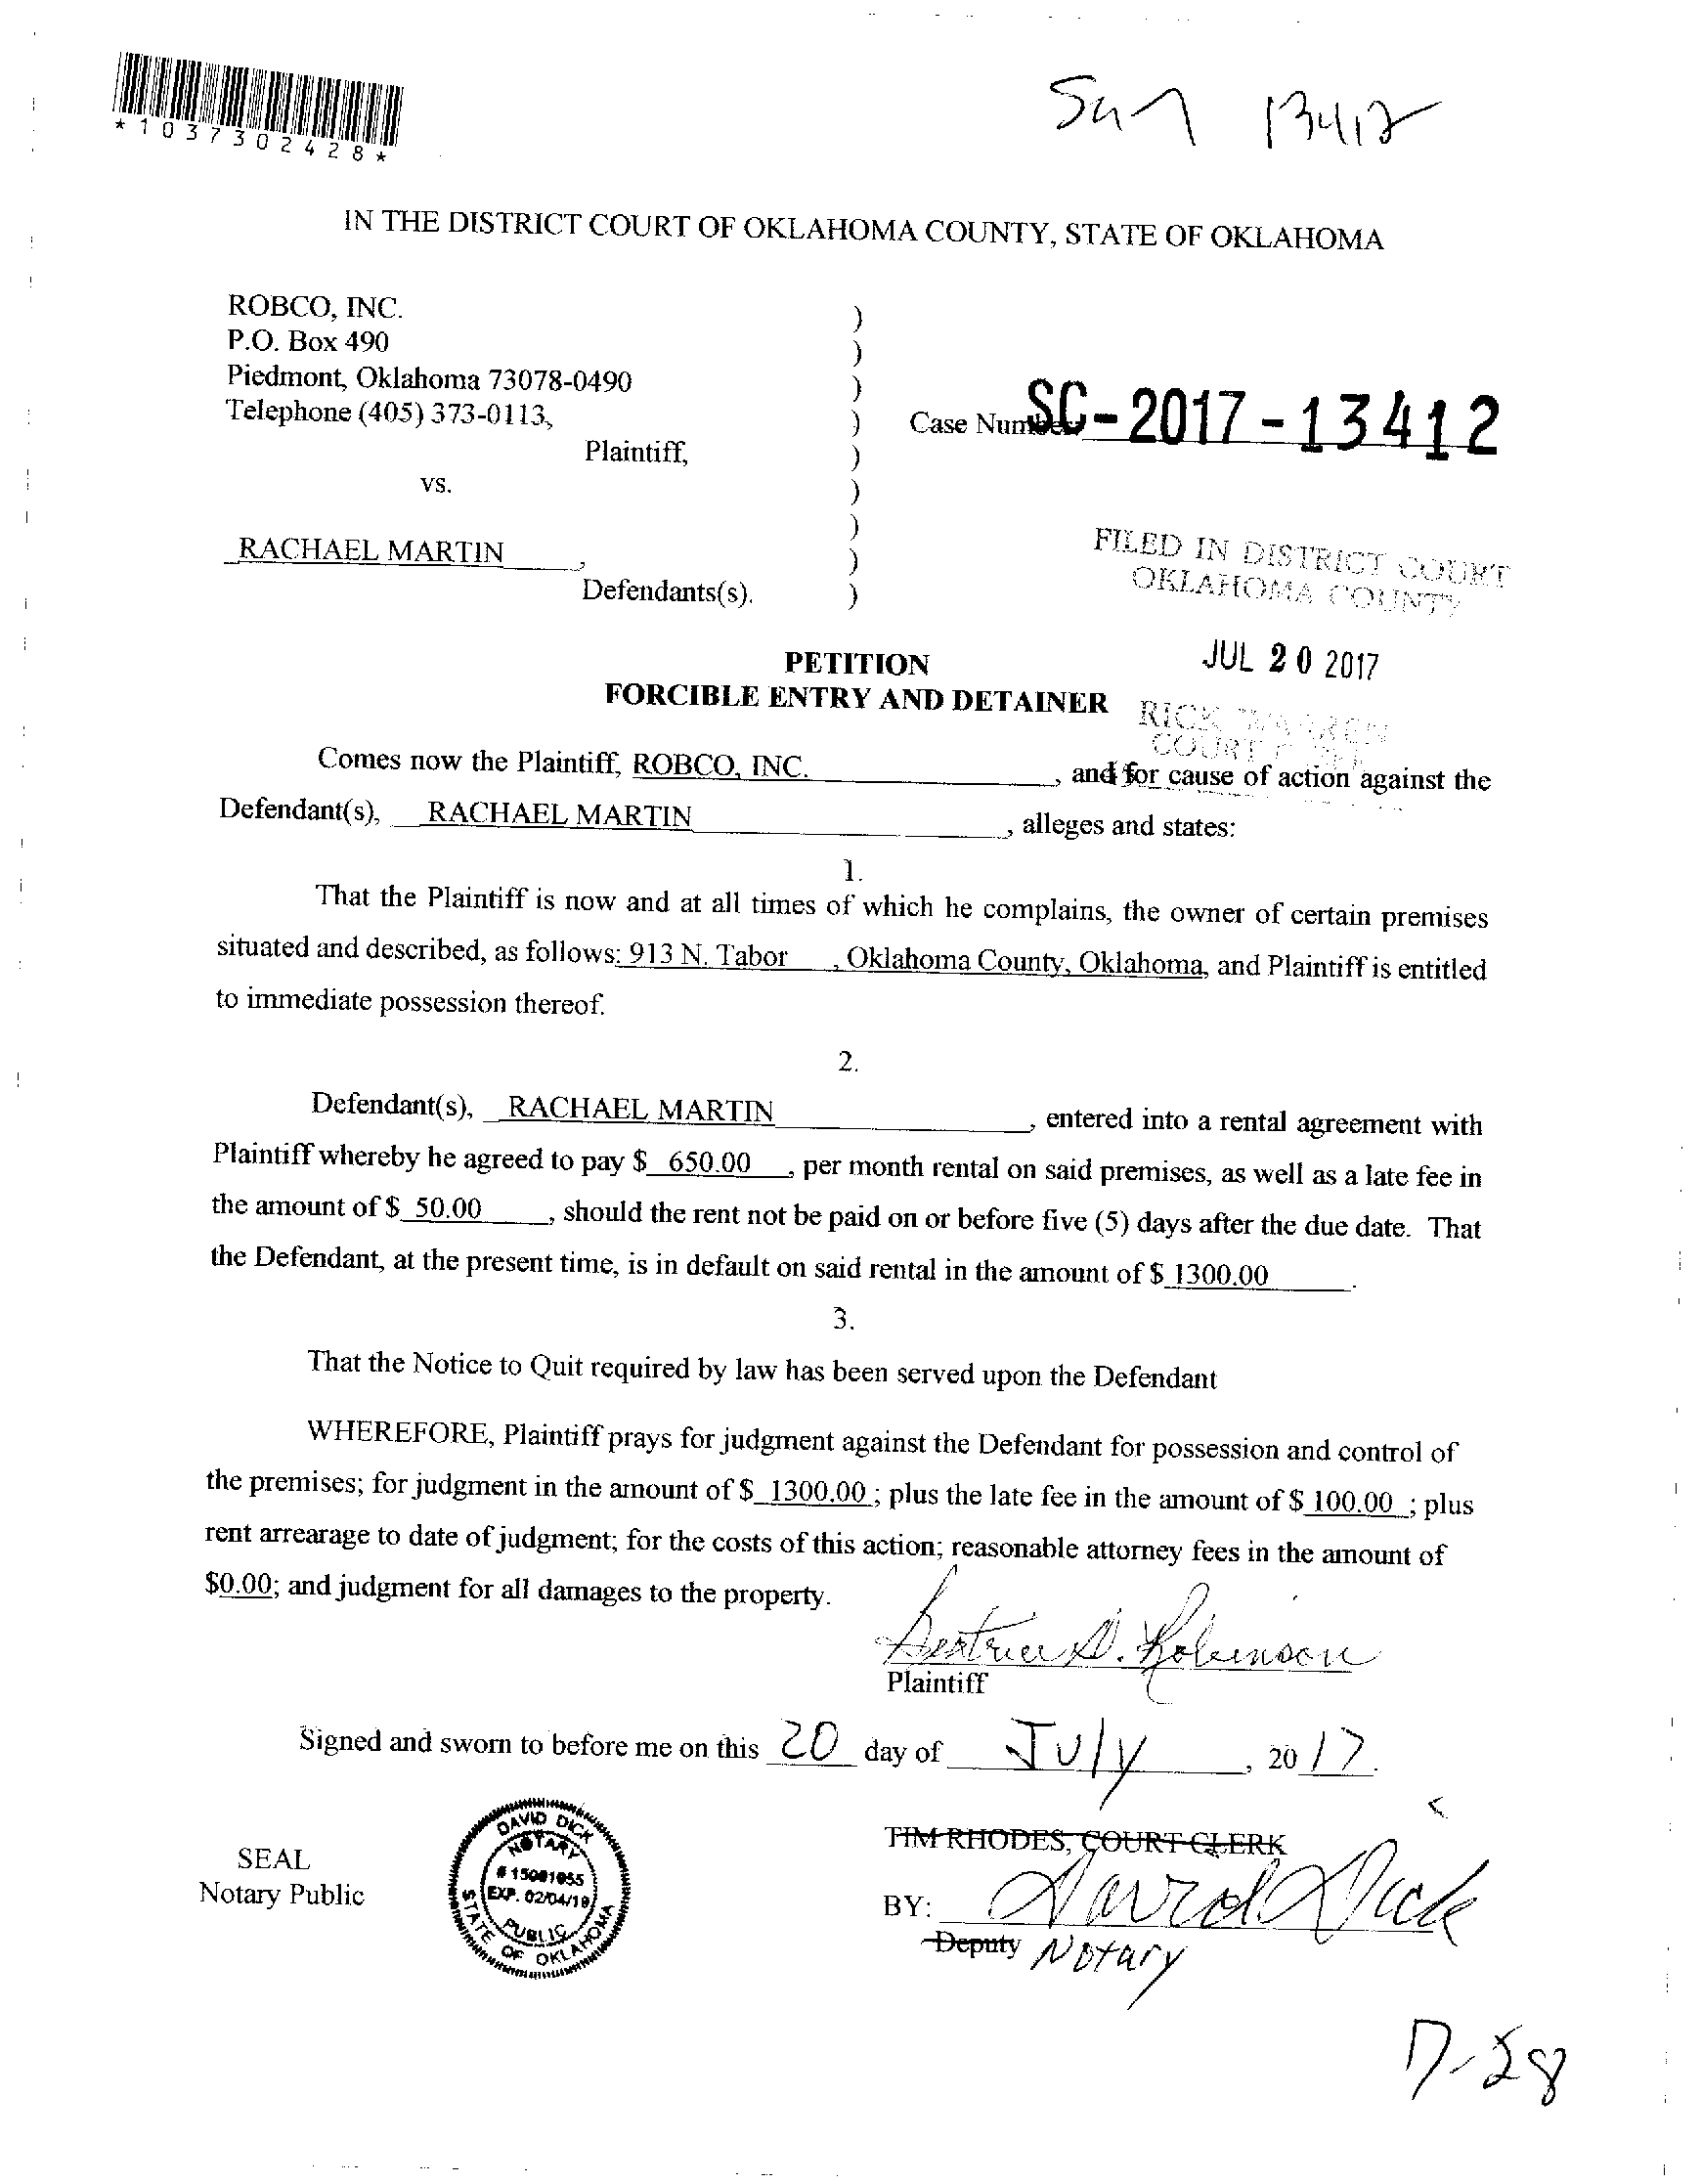 *1037302428*
IN THE DISTRICT COURT OF OKLAHOMA COUNTY, STATE OF OKLAHOMA
ROBCO, INC.
P.O. Box 490
Piedmont, Oklahoma 73078-0490
Telephone (405) 373-0113,
Plaintiff,
vs.
RACHAEL MARTIN,
Defendants(s).
)
)
)
)
)
)
)
)
)
Case Number: SC-2017-13412
FILED IN DISTRICT COURT
OKLAHOMA COUNTY
JUL 20 2017
RICK WARREN
COURT CLERK
PETITION
FORCIBLE ENTRY AND DETAINER
Comes now the Plaintiff, ROBCO, INC. , and for cause of action against the
Defendant(s), RACHAEL MARTIN , alleges and states:
1.
That the Plaintiff is now and at all times of which he complains, the owner of certain premises
situated and described, as follows: 913 N. Tabor , Oklahoma County, Oklahoma, and Plaintiff is entitled
to immediate possession thereof.
2.
Defendant(s), RACHAEL MARTIN , entered into a rental agreement with
Plaintiff whereby he agreed to pay $ 650.00 , per month rental on said premises, as well as a late fee in
the amount of $ 50.00 , should the rent not be paid on or before five (5) days after the due date. That
the Defendant, at the present time, is in default on said rental in the amount of $ 1300.00 .
3.
That the Notice to Quit required by law has been served upon the Defendant
WHEREFORE, Plaintiff prays for judgment against the Defendant for possession and control of
the premises; for judgment in the amount of $ 1300.00 ; plus the late fee in the amount of $ 100.00 ; plus
rent arrearage to date of judgment; for the costs of this action; reasonable attorney fees in the amount of
$0.00; and judgment for all damages to the property.
Beatrice D. Robinson
Plaintiff
Signed and sworn to before me on this 20 day of July , 20 17.
SEAL
Notary Public
DAVID DICK
NOTARY
# 15001055
EXP. 02/04/19
PUBLIC
STATE OF OKLAHOMA
TIM RHODES, COURT CLERK
BY: David Dick
Deputy Notary